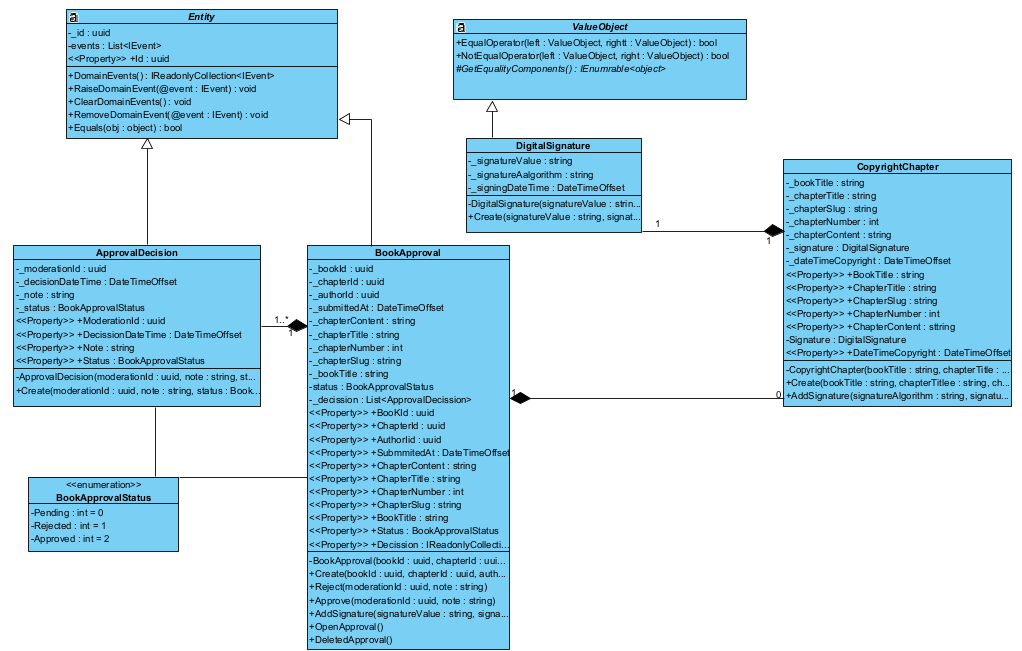 a
Entity
-_id : uuid
-events : List<IEvent>
<<Property>> +Id : uuid
+DomainEvents() : IReadonlyCollection<IEvent>
+RaiseDomainEvent(@event : IEvent) : void
+ClearDomainEvents() : void
+RemoveDomainEvent(@event : IEvent) : void
+Equals(obj : object) : bool
a
ValueObject
+EqualOperator(left : ValueObject, rightt : ValueObject) : bool
+NotEqualOperator(left : ValueObject, right : ValueObject) : bool
#GetEqualityComponents() : IEnumrable<object>
DigitalSignature
-_signatureValue : string
-_signatureAalgorithm : string
-_signingDateTime : DateTimeOffset
-DigitalSignature(signatureValue : strin...
+Create(signatureValue : string, signat...
1
1
CopyrightChapter
-_bookTitle : string
-_chapterTitle : string
-_chapterSlug : string
-_chapterNumber : int
-_chapterContent : string
-_signature : DigitalSignature
-_dateTimeCopyright : DateTimeOffset
<<Property>> +BookTitle : string
<<Property>> +ChapterTitle : string
<<Property>> +ChapterSlug : string
<<Property>> +ChapterNumber : int
<<Property>> +ChapterContent : string
-Signature : DigitalSignature
<<Property>> +DateTimeCopyright : DateTimeOffset
-CopyrightChapter(bookTitle : string, chapterTitle : ...
+Create(bookTitle : string, chapterTitlee : string, ch...
+AddSignature(signatureAlgorithm : string, signatu...
ApprovalDecision
-_moderationId : uuid
-_decisionDateTime : DateTimeOffset
-_note : string
-_status : BookApprovalStatus
<<Property>> +ModerationId : uuid
<<Property>> +DecissionDateTime : DateTimeOffset
<<Property>> +Note : string
<<Property>> +Status : BookApprovalStatus
-ApprovalDecision(moderationId : uuid, note : string, st...
+Create(moderationId : uuid, note : string, status : Book...
1..*
1
BookApproval
-_bookId : uuid
-_chapterId : uuid
-_authorId : uuid
-_submittedAt : DateTimeOffset
-_chapterContent : string
-_chapterTitle : string
-_chapterNumber : int
-_chapterSlug : string
-_bookTitle : string
-status : BookApprovalStatus
-_decission : List<ApprovalDecission>
<<Property>> +BooKId : uuid
<<Property>> +ChapterId : uuid
<<Property>> +AuthorIid : uuid
<<Property>> +SubmmitedAt : DateTimeOffset
<<Property>> +ChapterContent : string
<<Property>> +ChapterTitle : string
<<Property>> +ChapterNumber : int
<<Property>> +ChapterSlug : string
<<Property>> +BookTitle : string
<<Property>> +Status : BookApprovalStatus
<<Property>> +Decission : IReadonlyCollecti...
-BookApproval(bookId : uuid, chapterId : uui...
+Create(bookId : uuid, chapterId : uuid, auth...
+Reject(moderationId : uuid, note : string)
+Approve(moderationId : uuid, note : string)
+AddSignature(signatureValue : string, signa...
+OpenApproval()
+DeletedApproval()
1
0
<<enumeration>>
BookApprovalStatus
-Pending : int = 0
-Rejected : int = 1
-Approved : int = 2